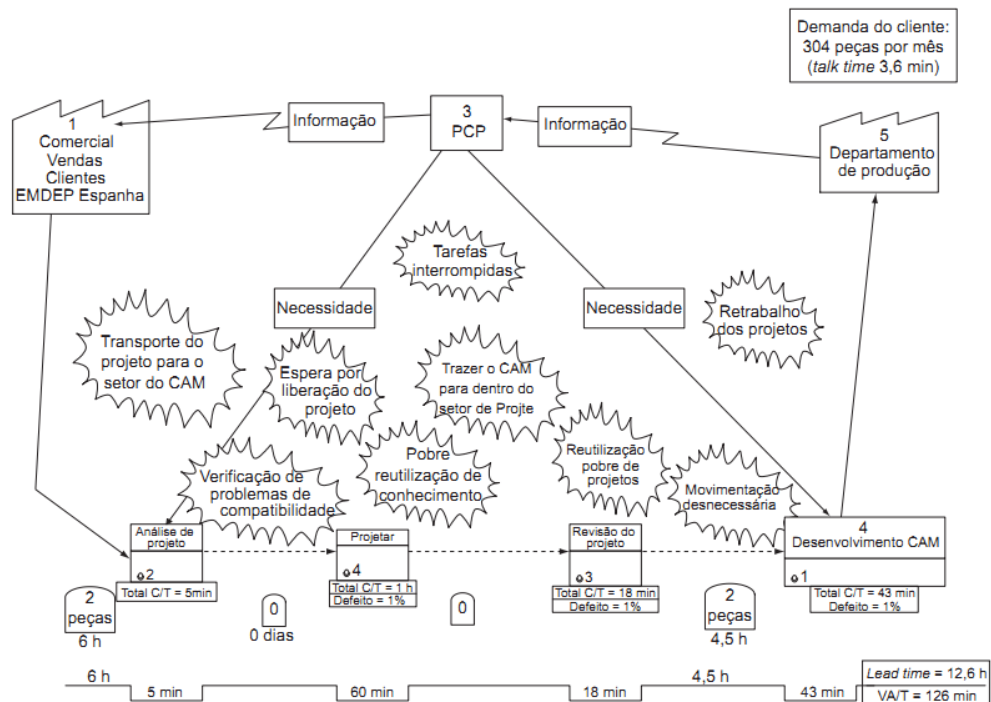 Demanda do cliente:
304 peças por mês
(talk time 3,6 min)
1
Comercial
Vendas
Clientes
EMDEP Espanha
Informação
3
PCP
Informação
5
Departamento
de produção
Tarefas
interrompidas
Necessidade
Necessidade
Retrabalho
dos projetos
Transporte do
projeto para o
setor do CAM
Espera por
liberação do
projeto
Trazer o CAM
para dentro do
setor de Projte
Verificação de
problemas de
compatibilidade
Pobre
reutilização de
conhecimento
Reutilização
pobre de
projetos
Movimentação
desnecessária
Análise de
projeto
2
Total C/T = 5min
Projetar
4
Total C/T = 1 h
Defeito = 1%
Revisão do
projeto
3
Total C/T = 18 min
Defeito = 1%
4
Desenvolvimento CAM
1
Total C/T = 43 min
Defeito = 1%
2
peças
6 h
0
0 dias
0
2
peças
4,5 h
6 h
5 min
60 min
18 min
4,5 h
43 min
Lead time = 12,6 h
VA/T = 126 min